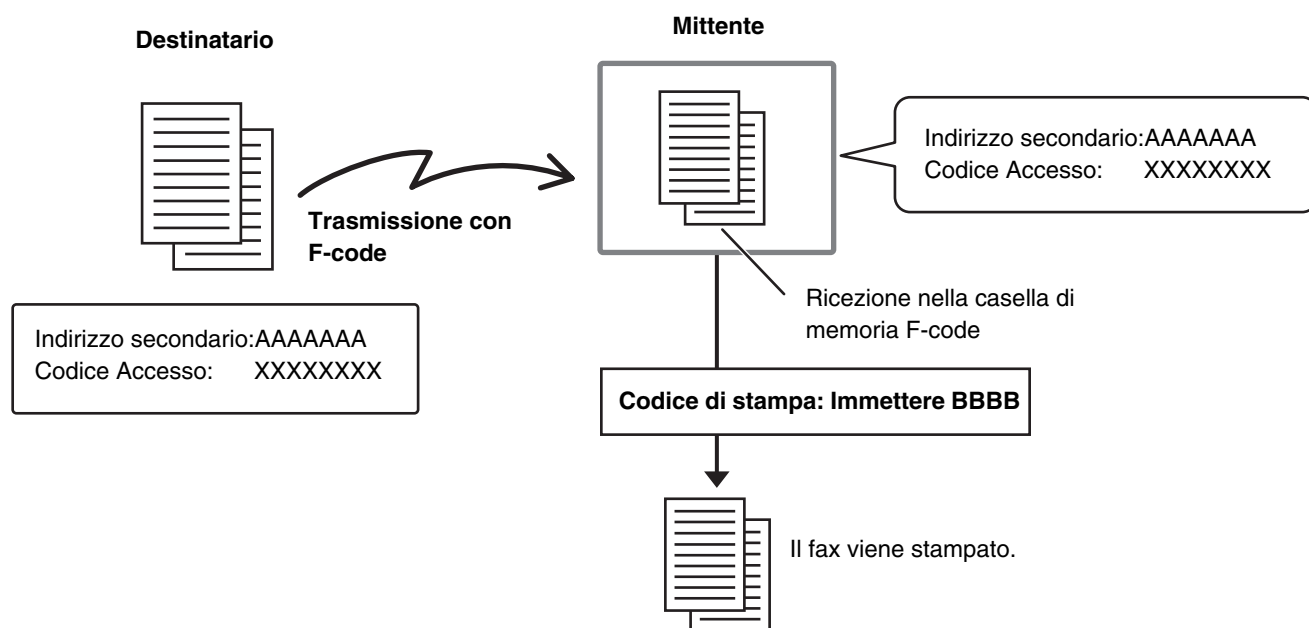 Destinatario
Mittente
Indirizzo secondario:AAAAAAA
Codice Accesso: XXXXXXXX
Trasmissione con
F-code
Ricezione nella casella di
memoria F-code
Indirizzo secondario:AAAAAAA
Codice Accesso: XXXXXXXX
Codice di stampa: Immettere BBBB
Il fax viene stampato.